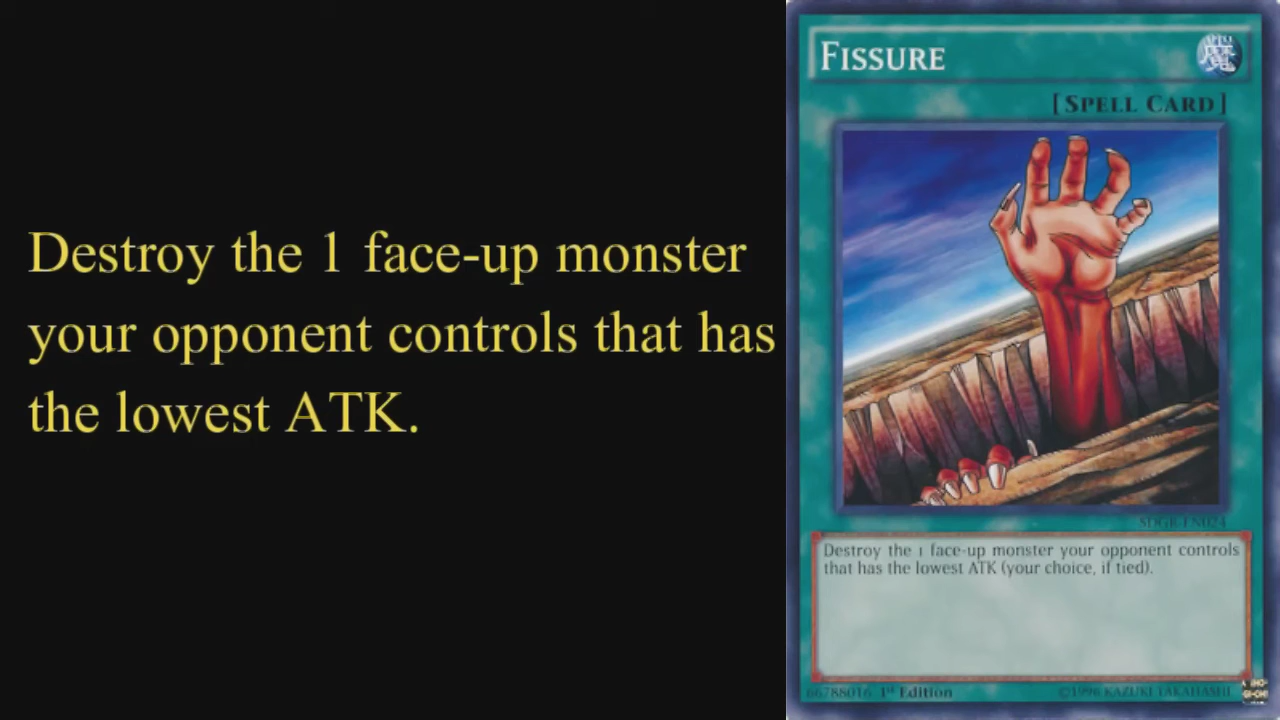 Destroy the 1 face-up monster
your opponent controls that has
the lowest ATK.
FISSURE
魔
[SPELL CARD]
SDGR-EN024
Destroy the 1 face-up monster your opponent controls
that has the lowest ATK (your choice, if tied).
66788016 1st Edition
©1996 KAZUKI TAKAHASHI